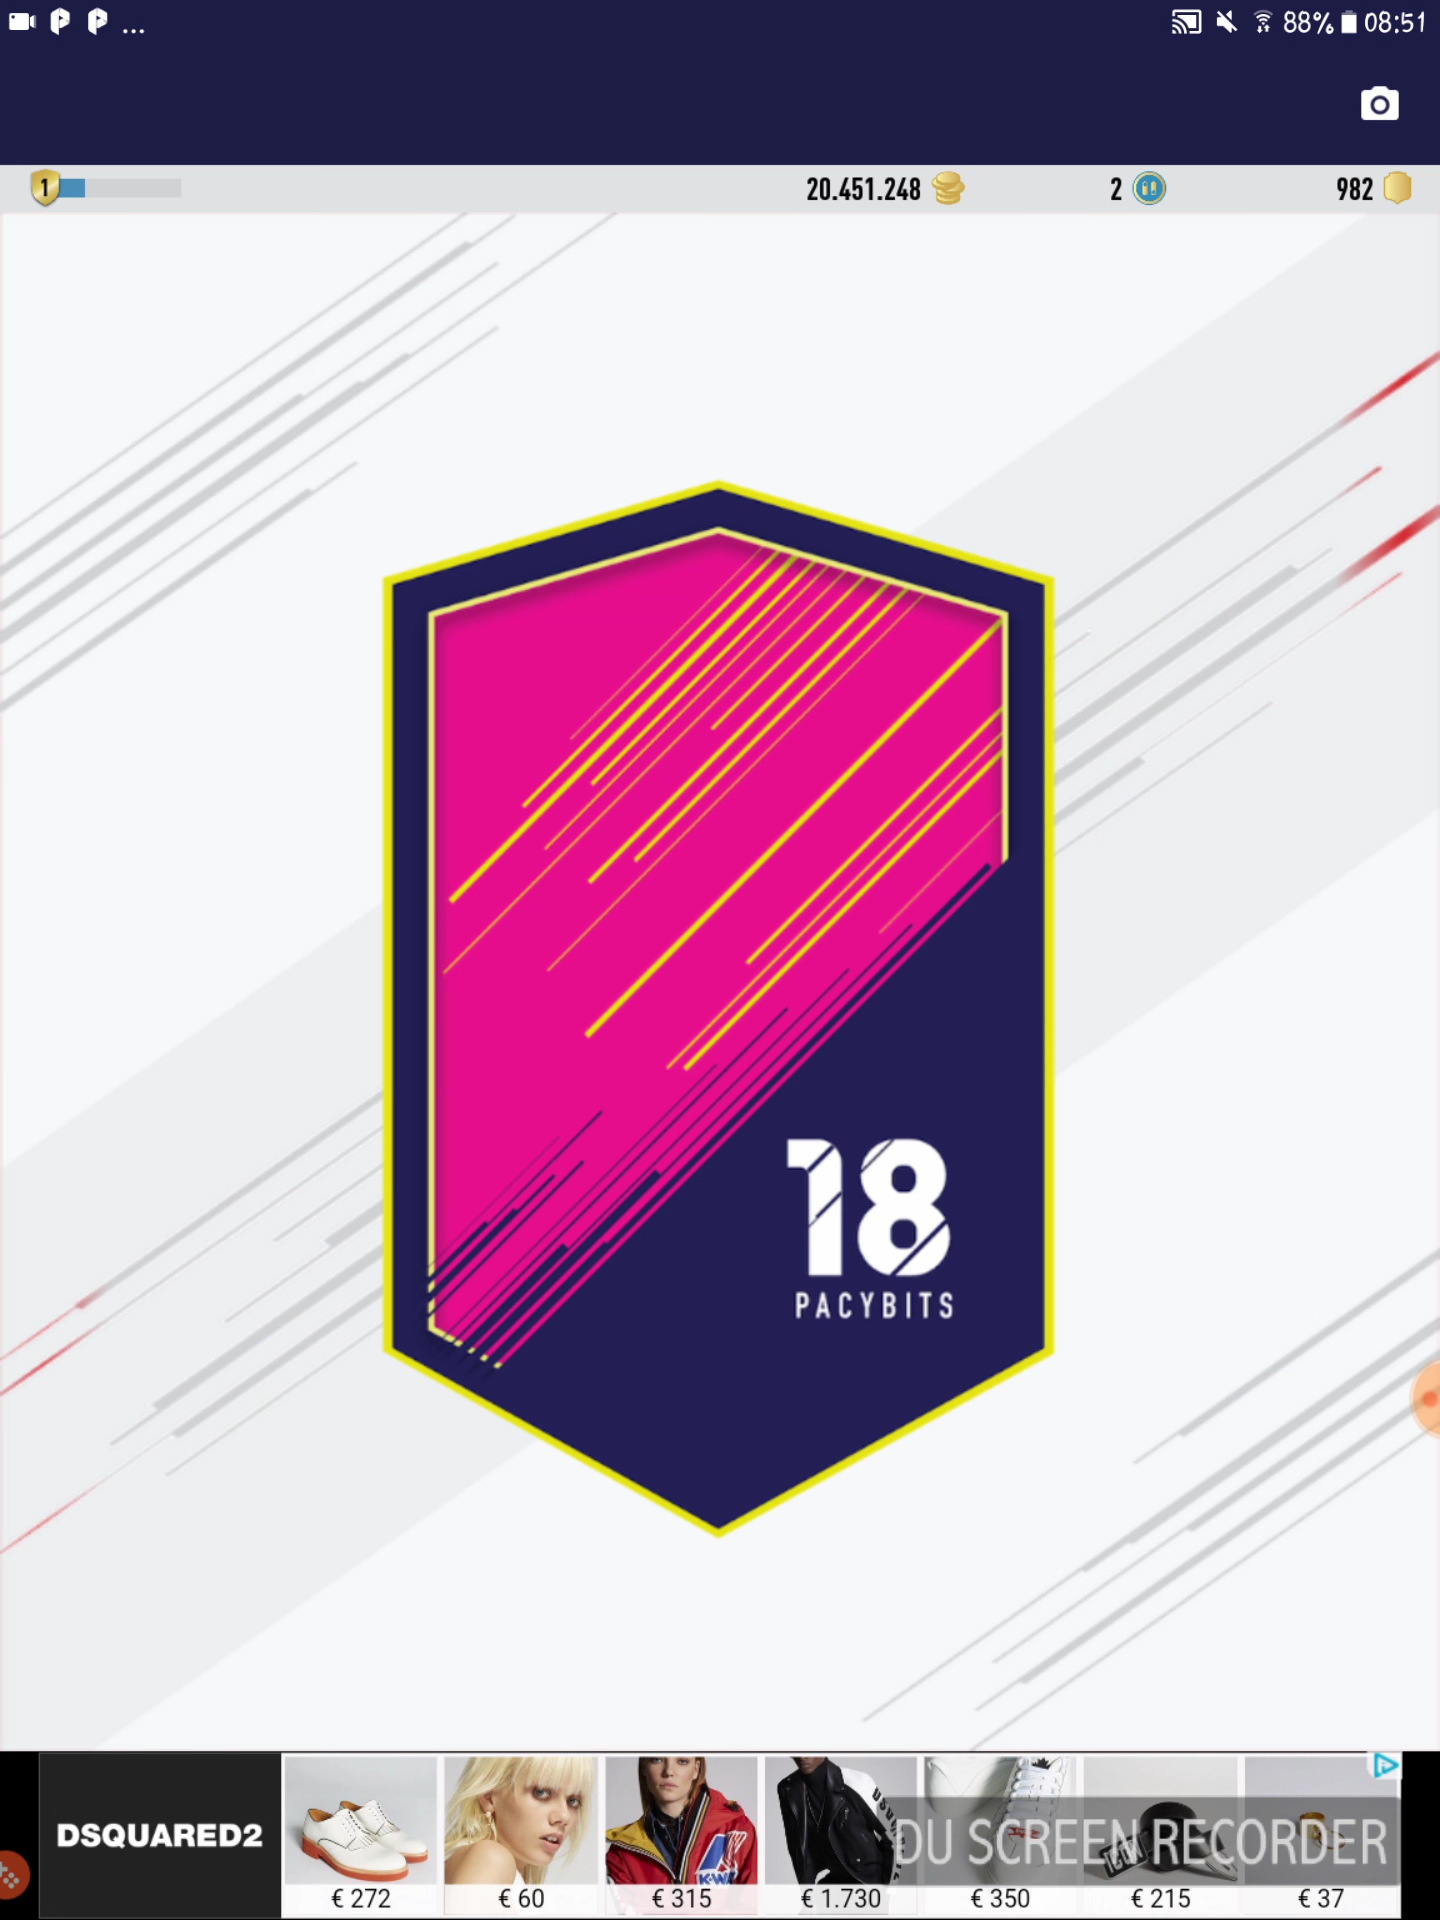 ... 88% 08:51
1 20.451.248 2 982
18
PACYBITS
DSQUARED2
DU SCREEN RECORDER
€ 272 € 60 € 315 € 1.730 € 350 € 215 € 37